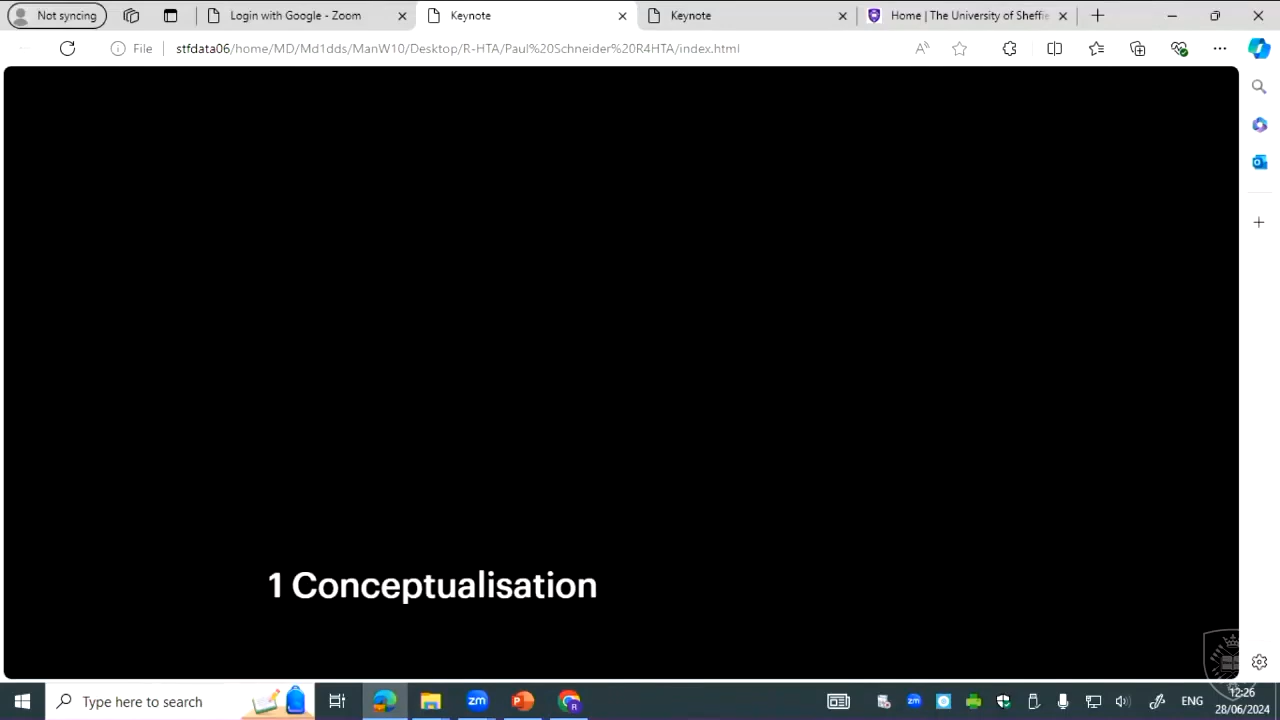 Not syncing
Login with Google - Zoom
Keynote
Keynote
Home | The University of Sheffie
File
stfdata06/home/MD/Md1dds/ManW10/Desktop/R-HTA/Paul%20Schneider%20R4HTA/index.html
1 Conceptualisation
Type here to search
zm
zm
ENG
12:26
28/06/2024